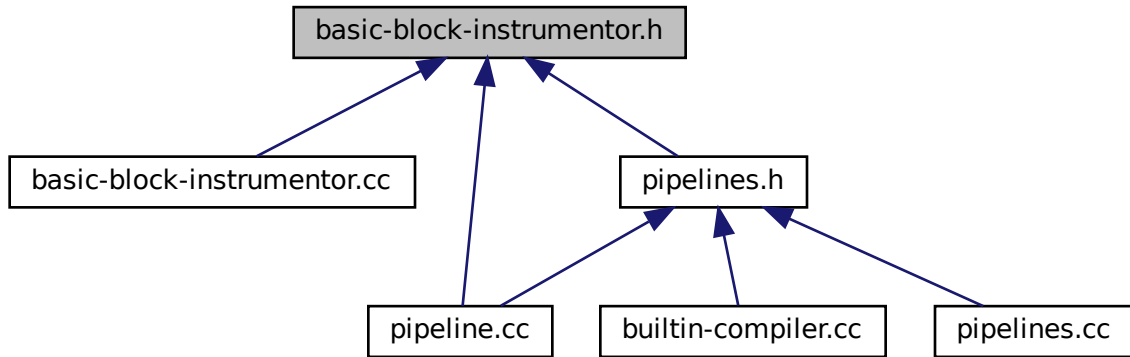 basic-block-instrumentor.h
basic-block-instrumentor.cc
pipelines.h
pipeline.cc
builtin-compiler.cc
pipelines.cc